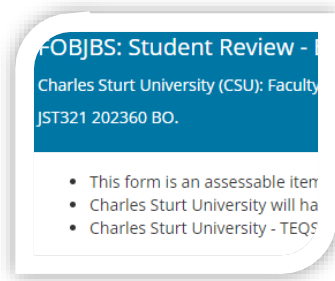 FOBJBS: Student Review -
Charles Sturt University (CSU): Faculty
JST321 202360 BO.
• This form is an assessable item
• Charles Sturt University will ha
• Charles Sturt University - TEQS